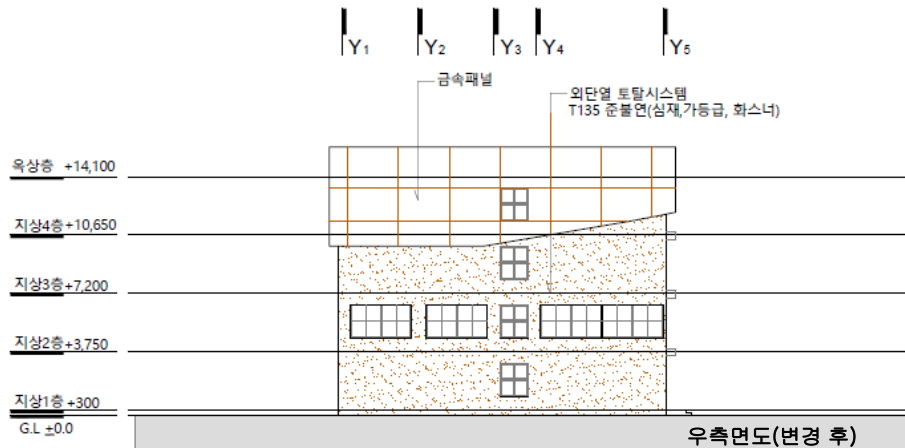 Y1 Y2 Y3 Y4 Y5
금속패널
외단열 토탈시스템
T135 준불연(심재,가등급, 화스너)
옥상층 +14,100
지상4층+10,650
지상3층+7,200
지상2층+3,750
지상1층 +300
G.L ±0.0
우측면도(변경 후)